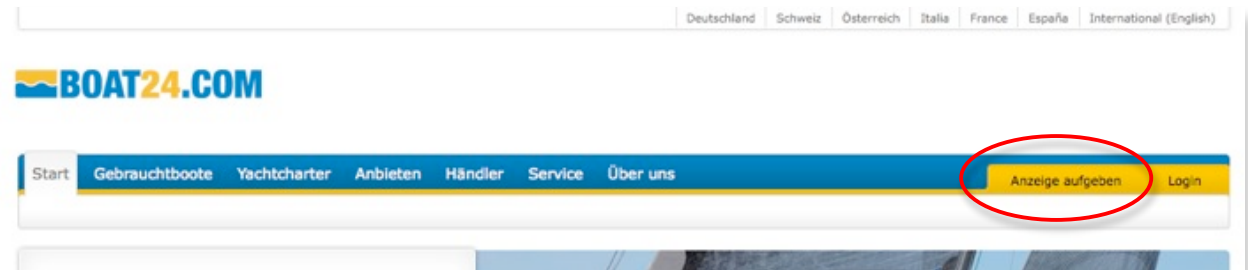 Deutschland Schweiz Österreich Italia France España International (English)
BOAT24.COM
Start Gebrauchtboote Yachtcharter Anbieten Händler Service Über uns
Anzeige aufgeben Login